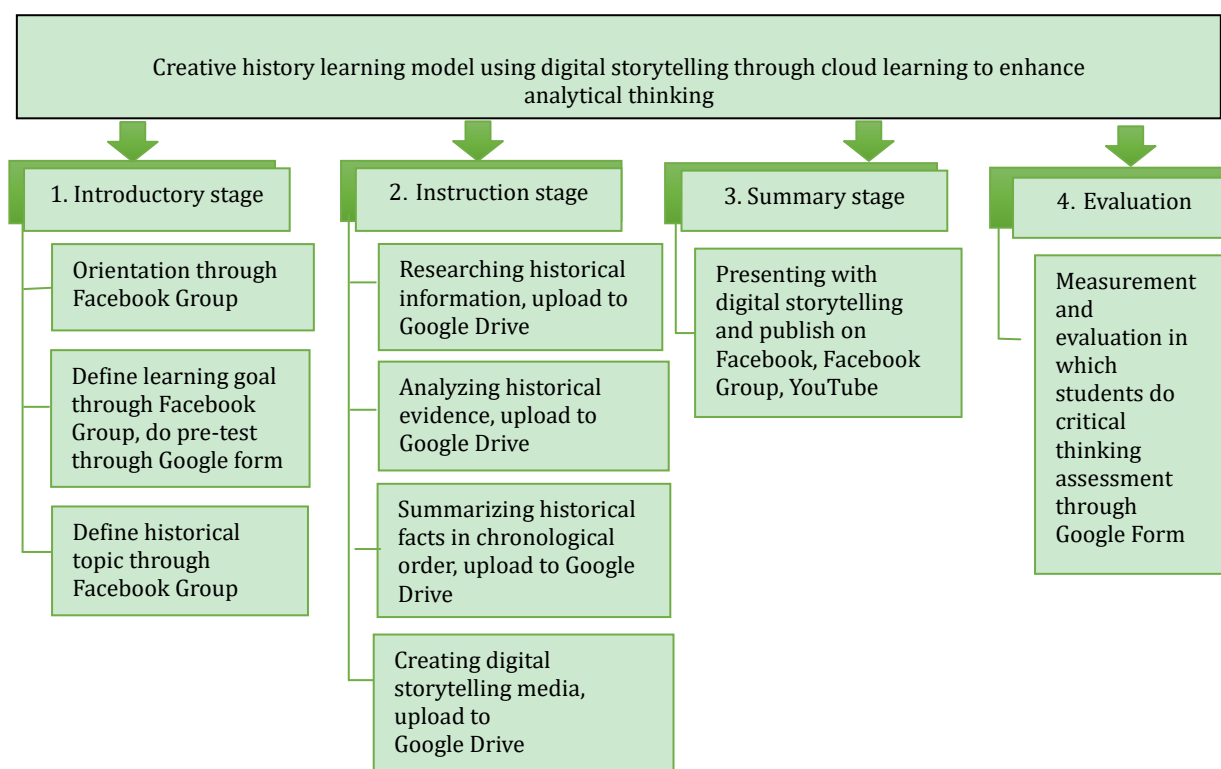 Creative history learning model using digital storytelling through cloud learning to enhance
analytical thinking
1. Introductory stage
Orientation through
Facebook Group
Define learning goal
through Facebook
Group, do pre-test
through Google form
Define historical
topic through
Facebook Group
2. Instruction stage
Researching historical
information, upload to
Google Drive
Analyzing historical
evidence, upload to
Google Drive
Summarizing historical
facts in chronological
order, upload to Google
Drive
Creating digital
storytelling media,
upload to
Google Drive
3. Summary stage
Presenting with
digital storytelling
and publish on
Facebook, Facebook
Group, YouTube
4. Evaluation
Measurement
and
evaluation in
which
students do
critical
thinking
assessment
through
Google Form